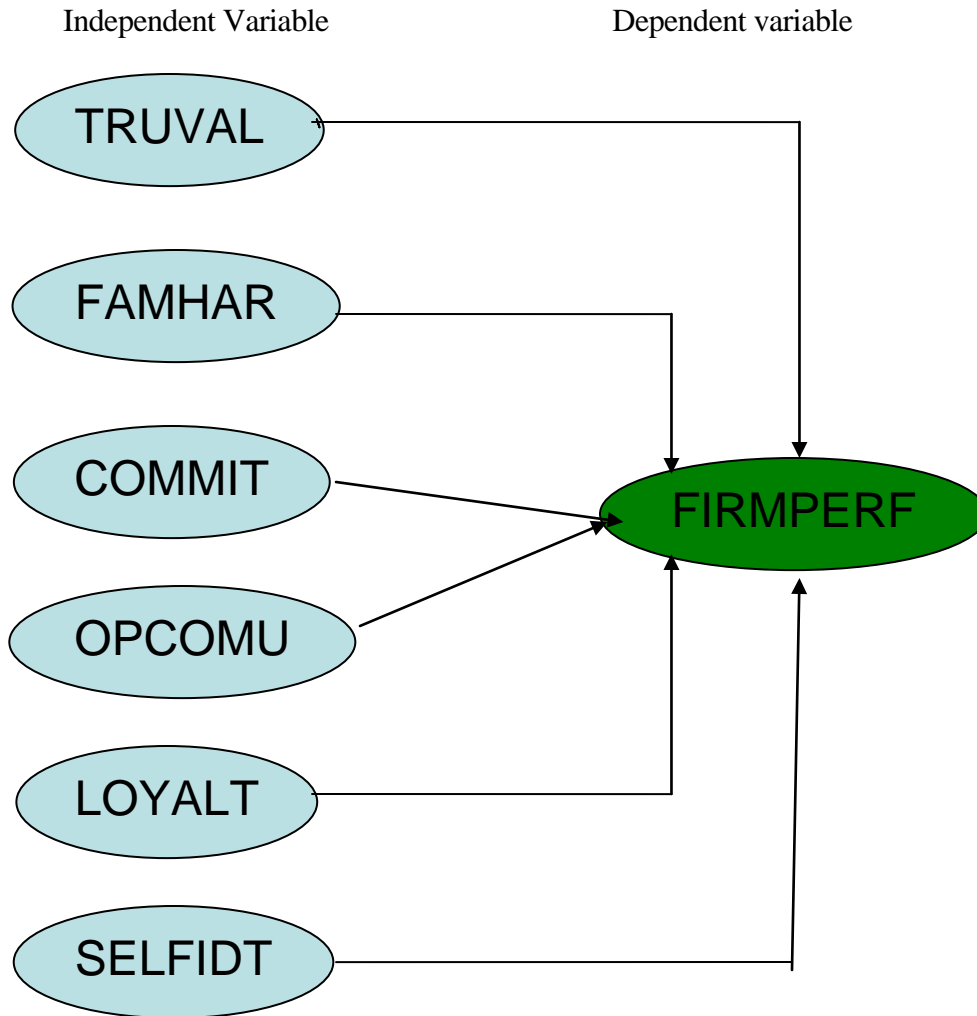 Independent Variable
Dependent variable
TRUVAL
FAMHAR
COMMIT
FIRMPERF
OPCOMU
LOYALT
SELFIDT